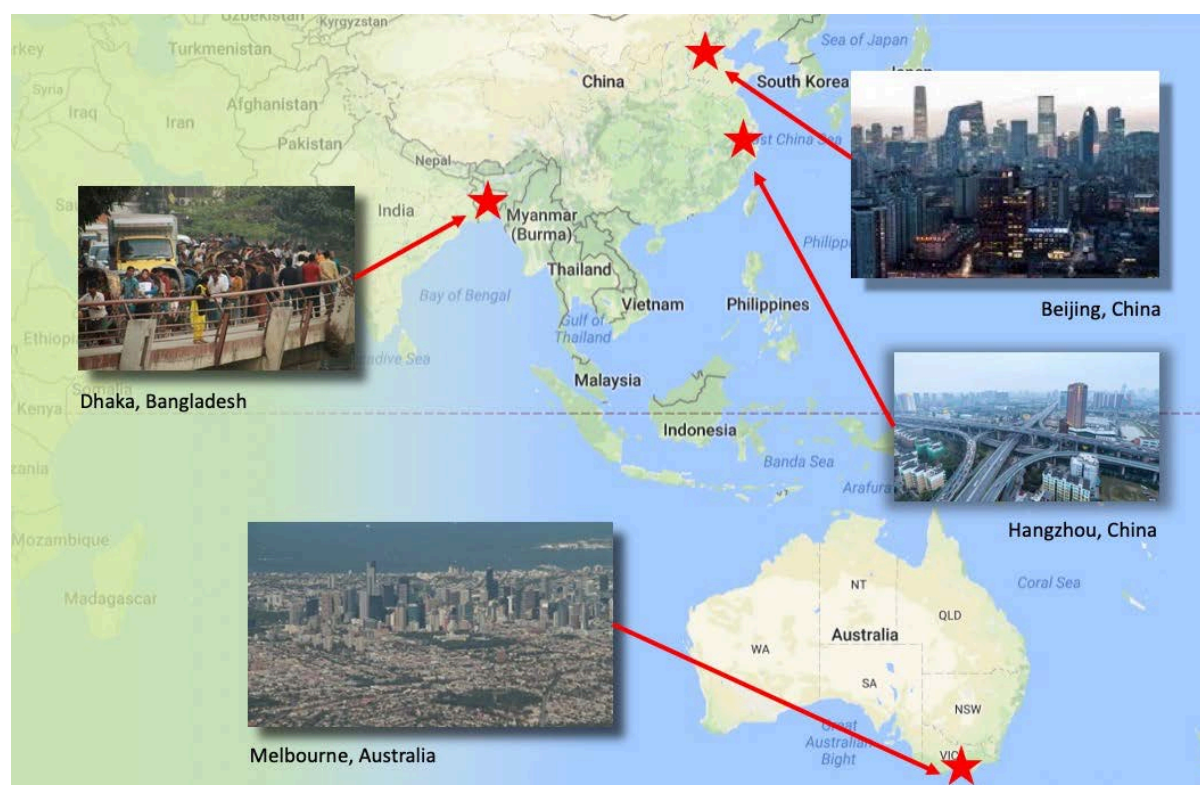 Uzbekistan
Kyrgyzstan
Turkmenistan
Syria
Iraq
Iran
Afghanistan
Pakistan
China
South Korea
Sea of Japan
Nepal
India
Myanmar
(Burma)
Thailand
Bay of Bengal
Gulf of
Thailand
Vietnam
Philippines
Malaysia
Indonesia
Banda Sea
Kenya
Mozambique
Madagascar
Coral Sea
NT
QLD
WA
Australia
SA
NSW
VIC
Great
Australian
Bight
Beijing, China
Hangzhou, China
Dhaka, Bangladesh
Melbourne, Australia